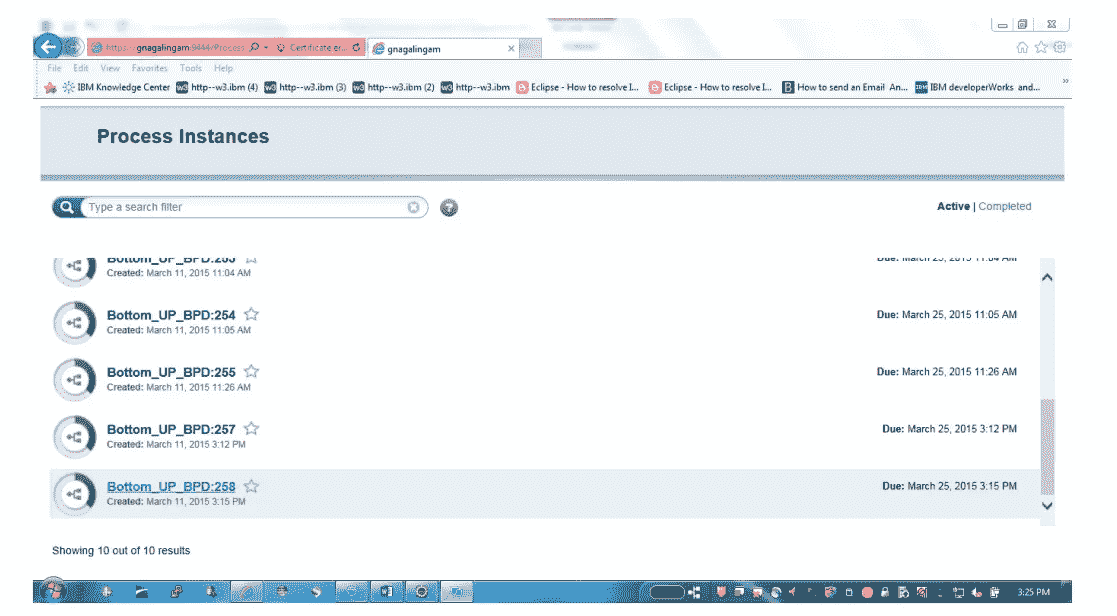 https: gnagalingam:9444/Process
Certificate er...
gnagalingam
File Edit View Favorites Tools Help
IBM Knowledge Center http--w3.ibm (4) http--w3.ibm (3) http--w3.ibm (2) http--w3.ibm Eclipse - How to resolve I... Eclipse - How to resolve I... How to send an Email An... IBM developerWorks and...
Process Instances
Type a search filter
Active | Completed
Bottom_UP_BPD:253
Due: March 25, 2015 11:04 AM
Created: March 11, 2015 11:04 AM
Bottom_UP_BPD:254
Due: March 25, 2015 11:05 AM
Created: March 11, 2015 11:05 AM
Bottom_UP_BPD:255
Due: March 25, 2015 11:26 AM
Created: March 11, 2015 11:26 AM
Bottom_UP_BPD:257
Due: March 25, 2015 3:12 PM
Created: March 11, 2015 3:12 PM
Bottom_UP_BPD:258
Due: March 25, 2015 3:15 PM
Created: March 11, 2015 3:15 PM
Showing 10 out of 10 results
3:25 PM